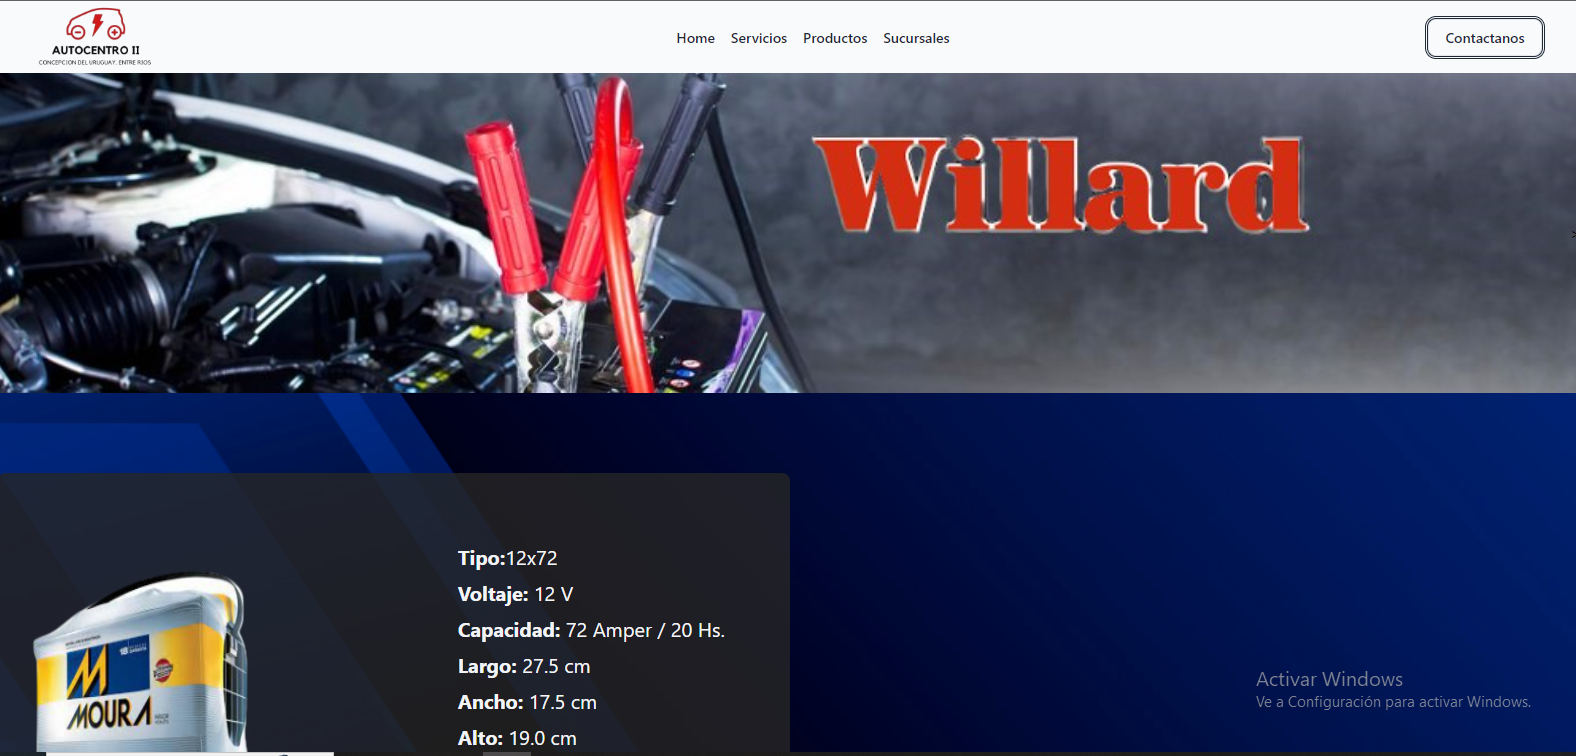 AUTOCENTRO II
CONCEPCION DEL URUGUAY, ENTRE RIOS
Home
Servicios
Productos
Sucursales
Contactanos
Willard
>
Tipo:12x72
Voltaje: 12 V
Capacidad: 72 Amper / 20 Hs.
Largo: 27.5 cm
Ancho: 17.5 cm
Alto: 19.0 cm
18
M
MOURA
Activar Windows
Ve a Configuración para activar Windows.